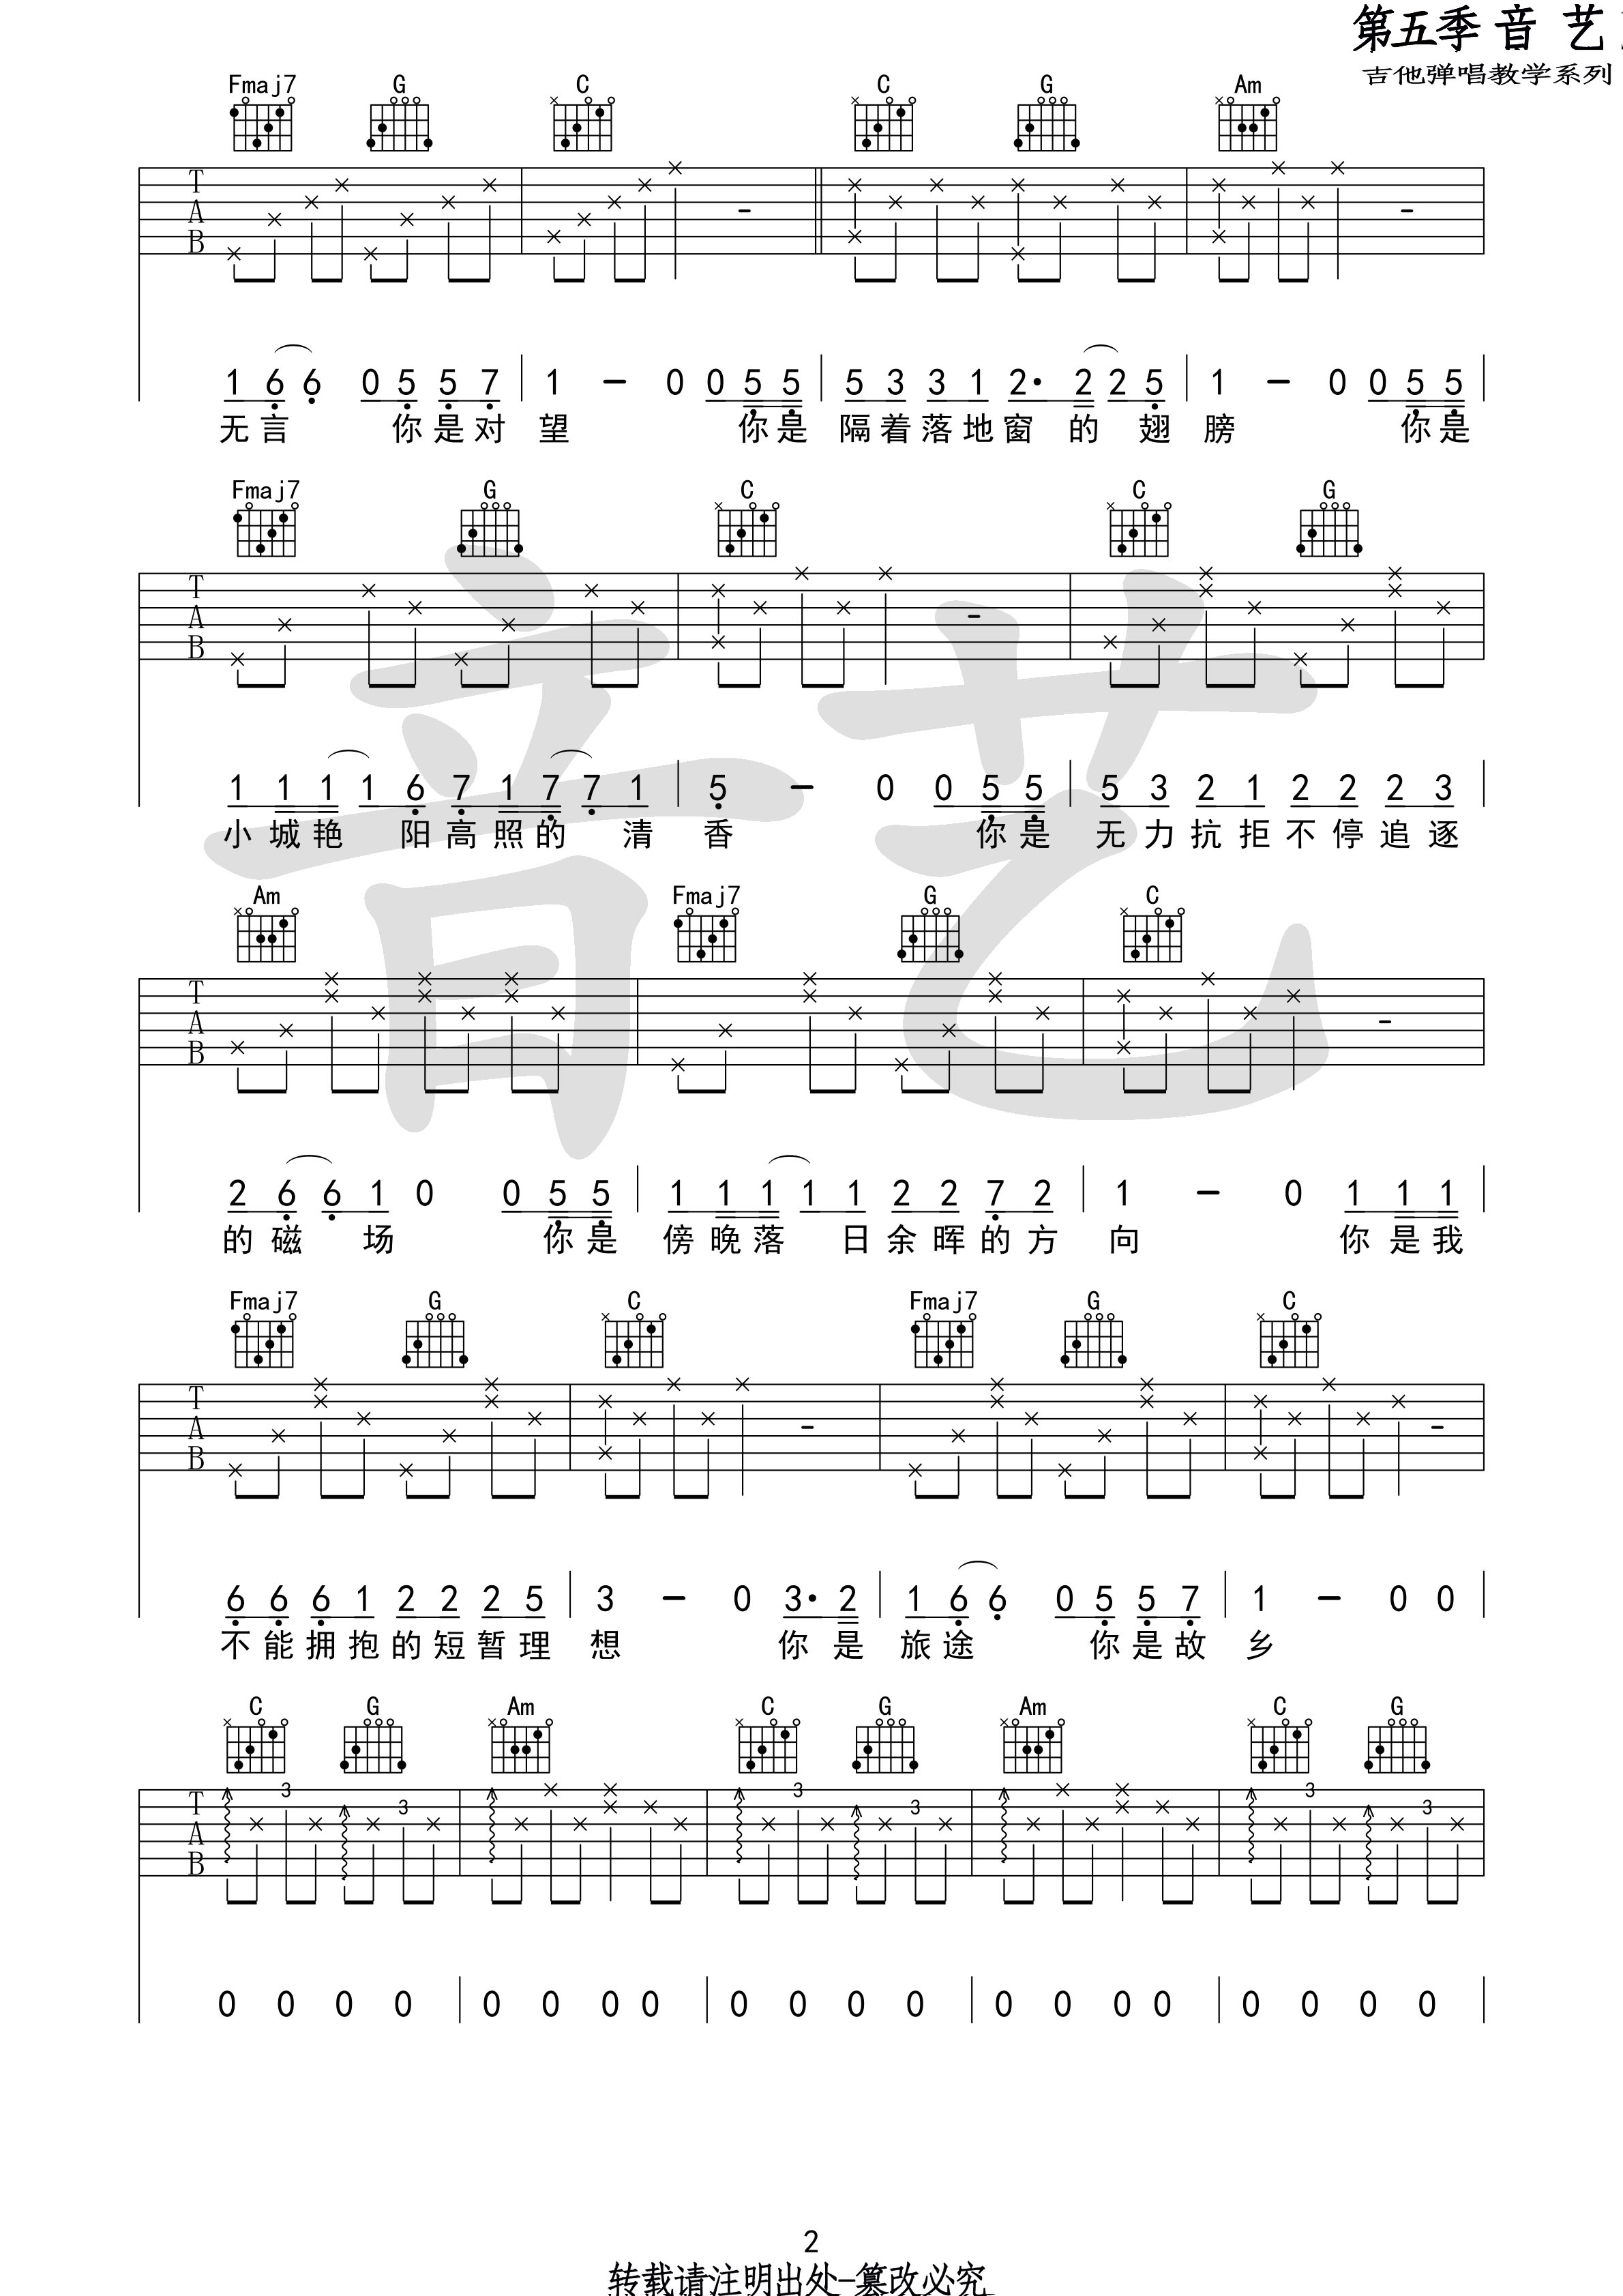 第五季 音 艺
吉他弹唱教学系列
Fmaj7 G C C G Am
T
A
B
1 6 6 0 5 5 7 1 - 0 0 5 5 5 3 3 1 2· 2 2 5 1 - 0 0 5 5
无言 你是对望 你是隔着落地窗的翅膀 你是
Fmaj7 G C C G
T
A
B
1 1 1 1 6 7 1 7 7 1 5 - 0 0 5 5 5 3 2 1 2 2 2 3
小城艳阳高照的清香 你是无力抗拒不停追逐
Am Fmaj7 G C
T
A
B
2 6 6 1 0 0 5 5 1 1 1 1 1 2 2 7 2 1 - 0 1 1 1
的磁场 你是傍晚落日余晖的方向 你是我
Fmaj7 G C Fmaj7 G C
T
A
B
6 6 6 1 2 2 2 5 3 - 0 3· 2 1 6 6 0 5 5 7 1 - 0 0
不能拥抱的短暂理想 你是旅途 你是故乡
C G Am C G Am C G
3 3 3 3 3 3
T
A
B
0 0 0 0 0 0 0 0 0 0 0 0 0 0 0 0 0 0 0 0
音艺
2
转载请注明出处-篡改必究